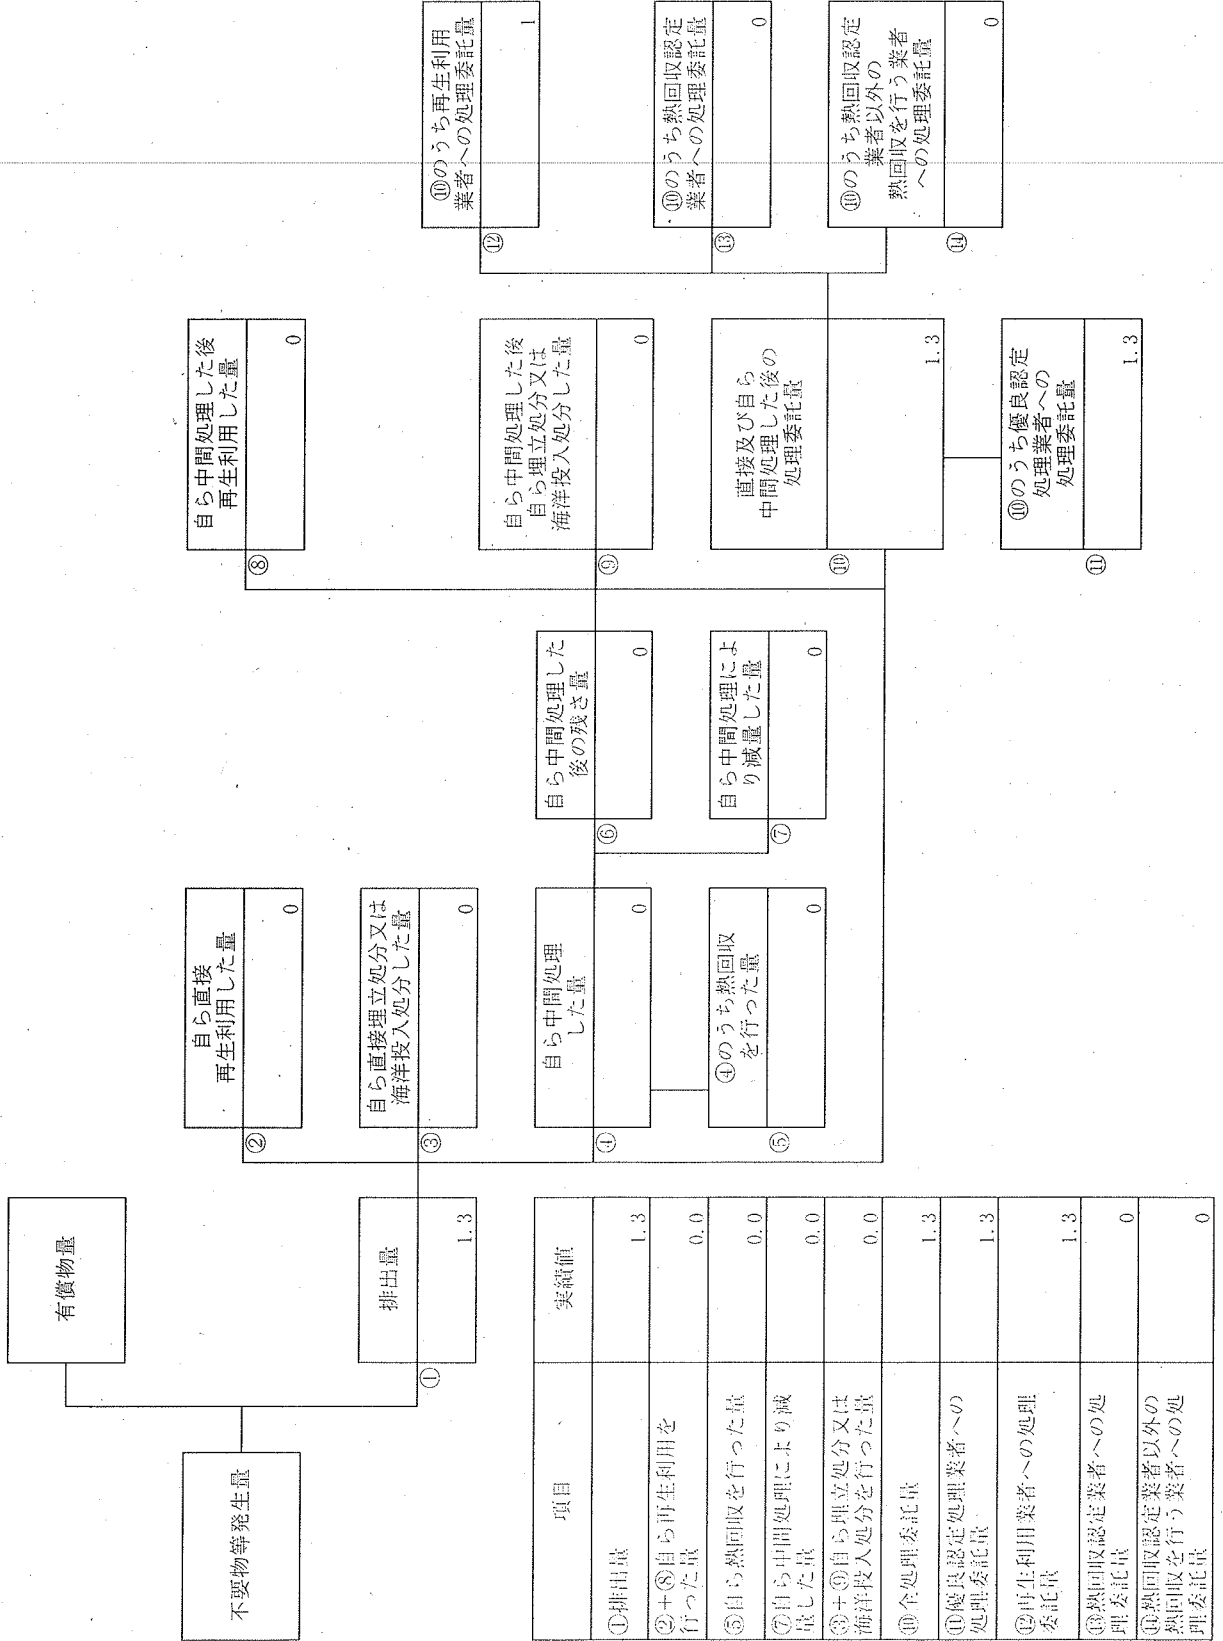 不要物等発生量
有償物量
排出量
①
1.3
自ら直接
再生利用した量
②
0
自ら直接埋立処分又は
海洋投入処分した量
③
0
自ら中間処理
した量
④
0
④のうち熱回収
を行った量
⑤
0
自ら中間処理した
後の残さ量
⑥
0
自ら中間処理によ
り減量した量
⑦
0
自ら中間処理した後
再生利用した量
⑧
0
自ら中間処理した後
自ら埋立処分又は
海洋投入処分した量
⑨
0
直接及び自ら
中間処理した後の
処理委託量
⑩
1.3
⑩のうち優良認定
処理業者への
処理委託量
⑪
1.3
⑩のうち再生利用
業者への処理委託量
⑫
1
⑩のうち熱回収認定
業者への処理委託量
⑬
0
⑩のうち熱回収認定
業者以外の
熱回収を行う業者
への処理委託量
⑭
0
項目 実績値
①排出量 1.3
②+⑧自ら再生利用を
行った量 0.0
⑤自ら熱回収を行った量 0.0
⑦自ら中間処理により減
量した量 0.0
③+⑨自ら埋立処分又は
海洋投入処分を行った量 0.0
⑩全処理委託量 1.3
⑪優良認定処理業者への
処理委託量 1.3
⑫再生利用業者への処理
委託量 1.3
⑬熱回収認定業者への処
理委託量 0
⑭熱回収認定業者以外の
熱回収を行う業者への処
理委託量 0